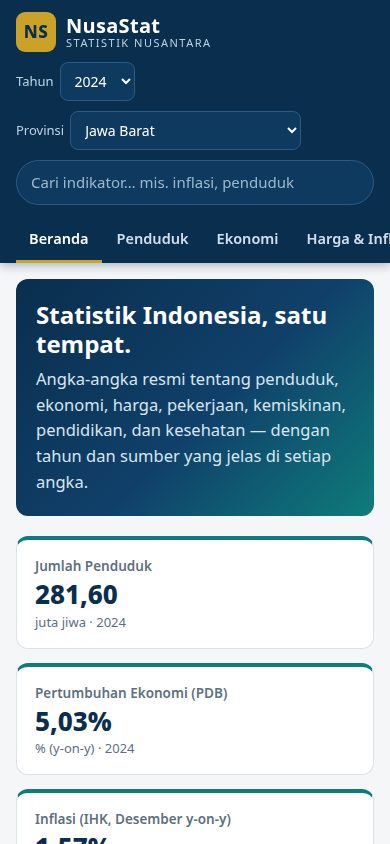 NS
NusaStat
STATISTIK NUSANTARA
Tahun 2024
Provinsi Jawa Barat
Cari indikator... mis. inflasi, penduduk
Beranda Penduduk Ekonomi Harga & Infl
Statistik Indonesia, satu
tempat.
Angka-angka resmi tentang penduduk,
ekonomi, harga, pekerjaan, kemiskinan,
pendidikan, dan kesehatan — dengan
tahun dan sumber yang jelas di setiap
angka.
Jumlah Penduduk
281,60
juta jiwa · 2024
Pertumbuhan Ekonomi (PDB)
5,03%
% (y-on-y) · 2024
Inflasi (IHK, Desember y-on-y)
1,57%